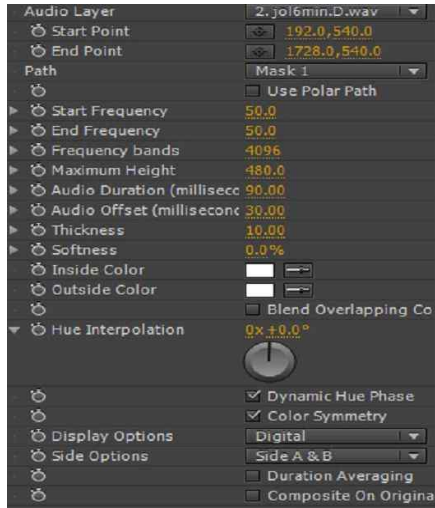 Audio Layer 2. jol6min.D.wav
Start Point 192.0,540.0
End Point 1728.0,540.0
Path Mask 1
Use Polar Path
Start Frequency 50.0
End Frequency 50.0
Frequency bands 4096
Maximum Height 480.0
Audio Duration (millisecc 90.00
Audio Offset (millisecond 30.00
Thickness 10.00
Softness 0.0%
Inside Color
Outside Color
Blend Overlapping Co
Hue Interpolation 0x+0.0°
Dynamic Hue Phase
Color Symmetry
Display Options Digital
Side Options Side A & B
Duration Averaging
Composite On Origina